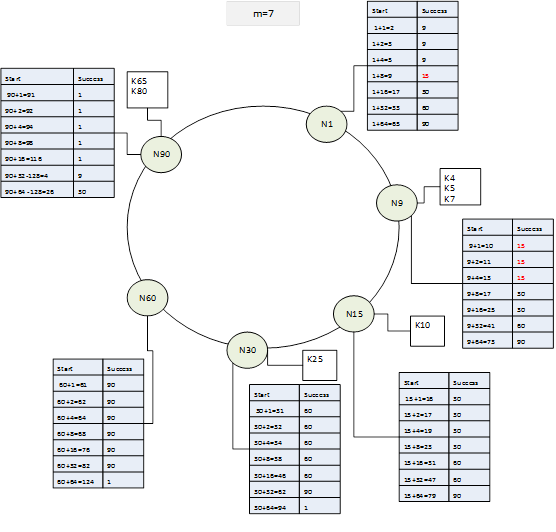 m=7
Start Success
1+1=2 9
1+2=3 9
1+4=5 9
1+8=9 15
1+16=17 30
1+32=33 60
1+64=65 90
Start Success
90+1=91 1
90+2=92 1
90+4=94 1
90+8=98 1
90+16=116 1
90+32 -128=4 9
90+64 -128=26 30
K65
K80
N1
N90
K4
K5
K7
N9
Start Success
9+1=10 15
9+2=11 15
9+4=13 15
9+8=17 30
9+16=25 30
9+32=41 60
9+64=73 90
N60
N15
K10
N30
K25
Start Success
60+1=61 90
60+2=62 90
60+4=64 90
60+8=68 90
60+16=76 90
60+32=82 90
60+64=124 1
Start Success
30+1=31 60
30+2=32 60
30+4=34 60
30+8=38 60
30+16=46 60
30+32=62 90
30+64=94 1
Start Success
15+1=16 30
15+2=17 30
15+4=19 30
15+8=23 30
15+16=31 60
15+32=47 60
15+64=79 90